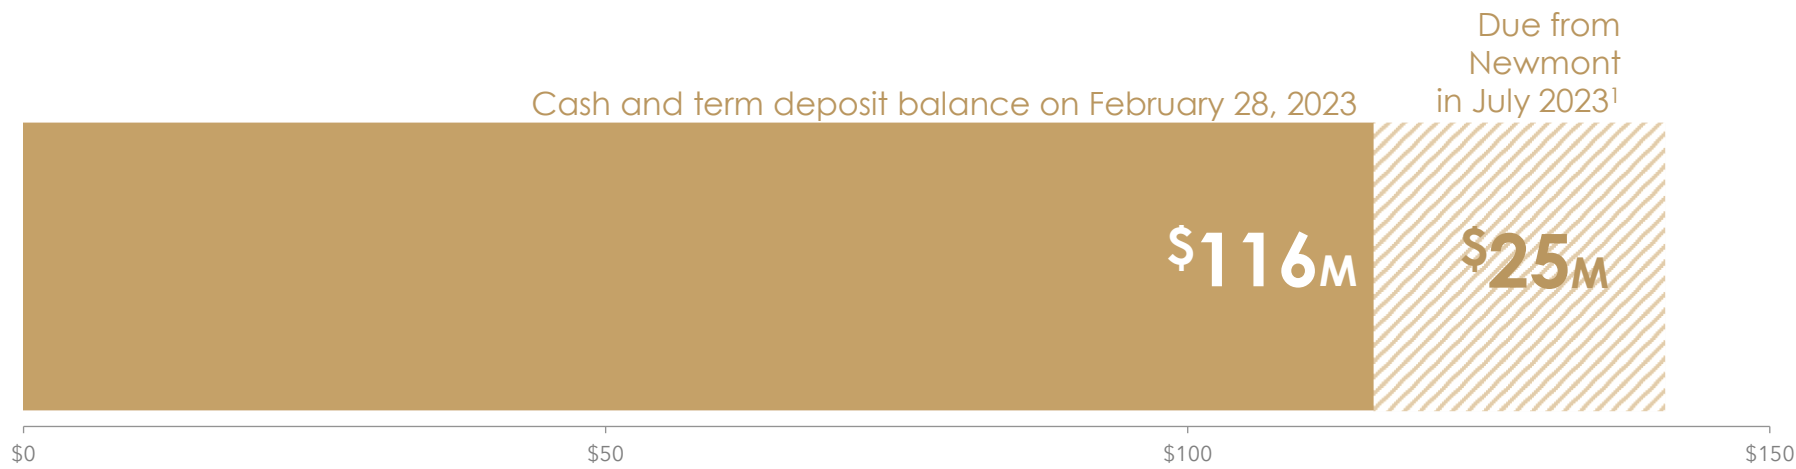 Due from
Newmont
in July 2023¹
Cash and term deposit balance on February 28, 2023
$116M
$25M
$0
$50
$100
$150